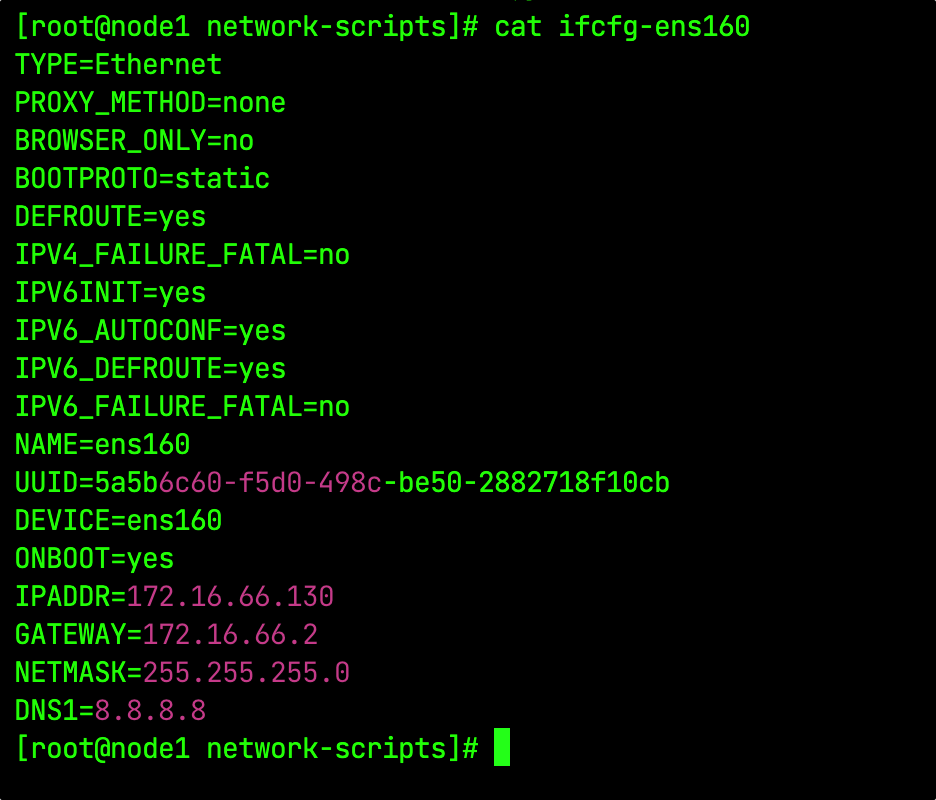 [root@node1 network-scripts]# cat ifcfg-ens160
TYPE=Ethernet
PROXY_METHOD=none
BROWSER_ONLY=no
BOOTPROTO=static
DEFROUTE=yes
IPV4_FAILURE_FATAL=no
IPV6INIT=yes
IPV6_AUTOCONF=yes
IPV6_DEFROUTE=yes
IPV6_FAILURE_FATAL=no
NAME=ens160
UUID=5a5b6c60-f5d0-498c-be50-2882718f10cb
DEVICE=ens160
ONBOOT=yes
IPADDR=172.16.66.130
GATEWAY=172.16.66.2
NETMASK=255.255.255.0
DNS1=8.8.8.8
[root@node1 network-scripts]#